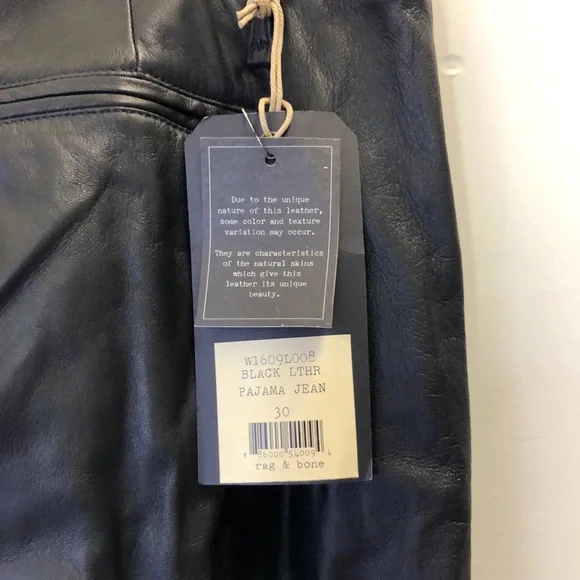 Due to the unique
nature of this leather,
some color and texture
variation may occur.
They are characteristics
of the natural skins
which give this
leather its unique
beauty.
W1609L008
BLACK LTHR
PAJAMA JEAN
30
rag & bone